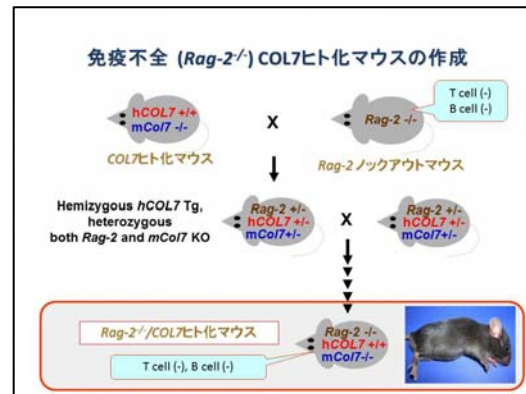 免疫不全 (Rag-2-/-) COL7ヒト化マウスの作成
hCOL7 +/+
mCol7 -/-
X
Rag-2 -/-
T cell (-)
B cell (-)
COL7ヒト化マウス
Rag-2 ノックアウトマウス
Hemizygous hCOL7 Tg,
heterozygous
both Rag-2 and mCol7 KO
Rag-2 +/-
hCOL7 +/-
mCol7+/-
X
Rag-2 +/-
hCOL7 +/-
mCol7+/-
Rag-2-/-/COL7ヒト化マウス
T cell (-), B cell (-)
Rag-2 -/-
hCOL7 +/+
mCol7-/-